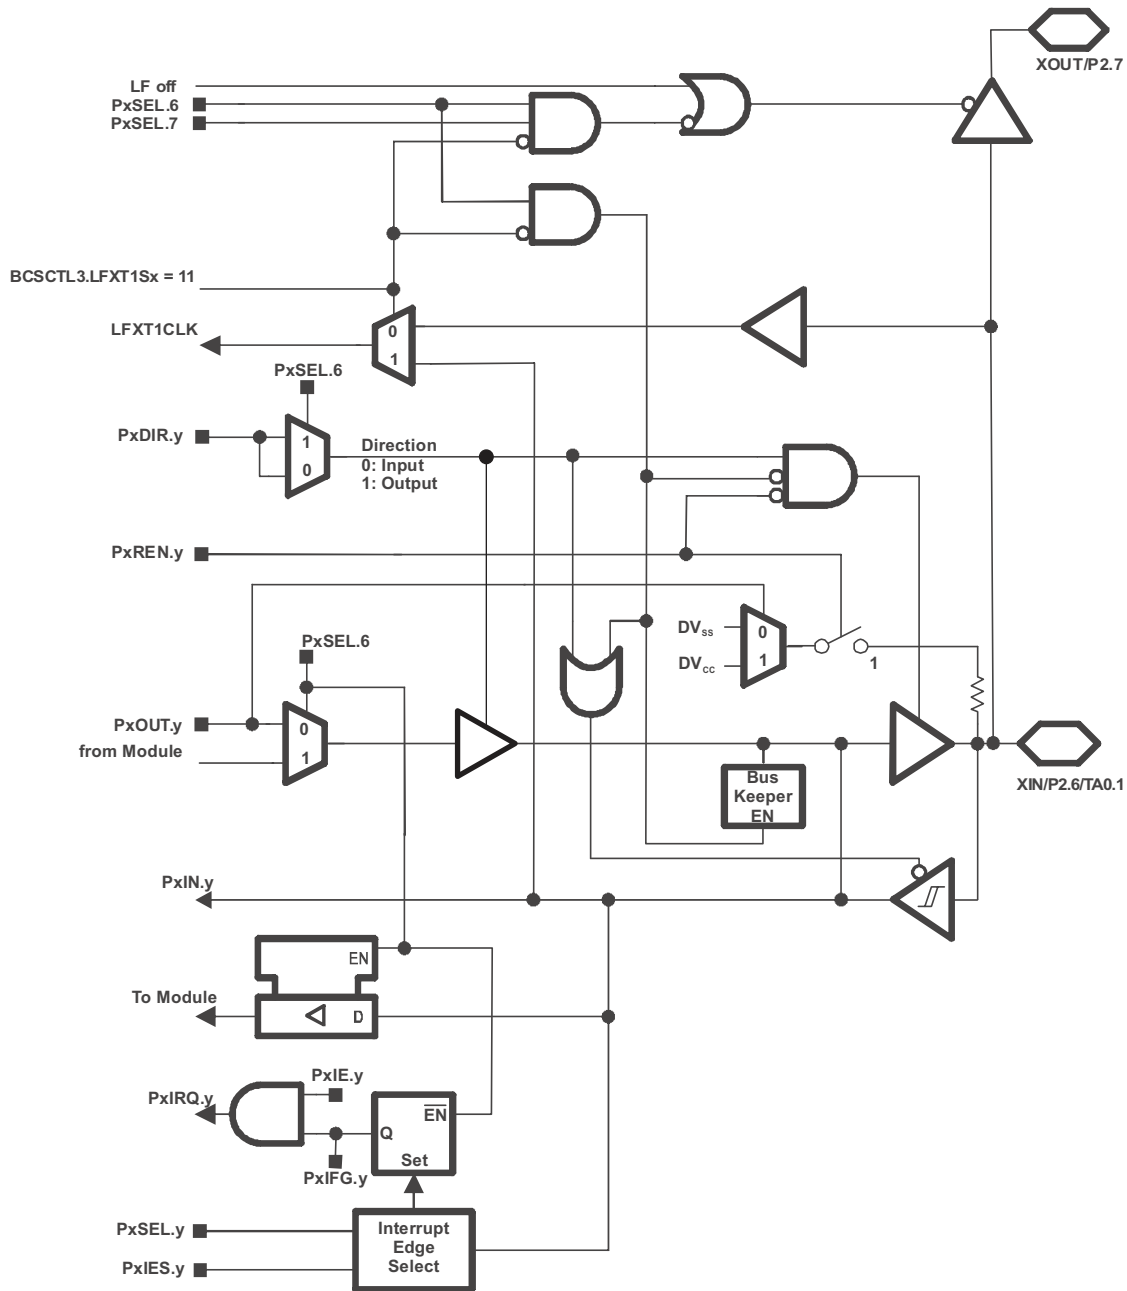 XOUT/P2.7
LF off
PxSEL.6
PxSEL.7
BCSCTL3.LFXT1Sx = 11
LFXT1CLK
0
1
PxSEL.6
PxDIR.y
1
0
Direction
0: Input
1: Output
PxREN.y
DVss
0
DVcc
1
1
PxSEL.6
PxOUT.y
0
from Module
1
Bus
Keeper
EN
XIN/P2.6/TA0.1
PxIN.y
EN
To Module
D
PxIE.y
PxIRQ.y
EN
Q
Set
PxIFG.y
PxSEL.y
PxIES.y
Interrupt
Edge
Select